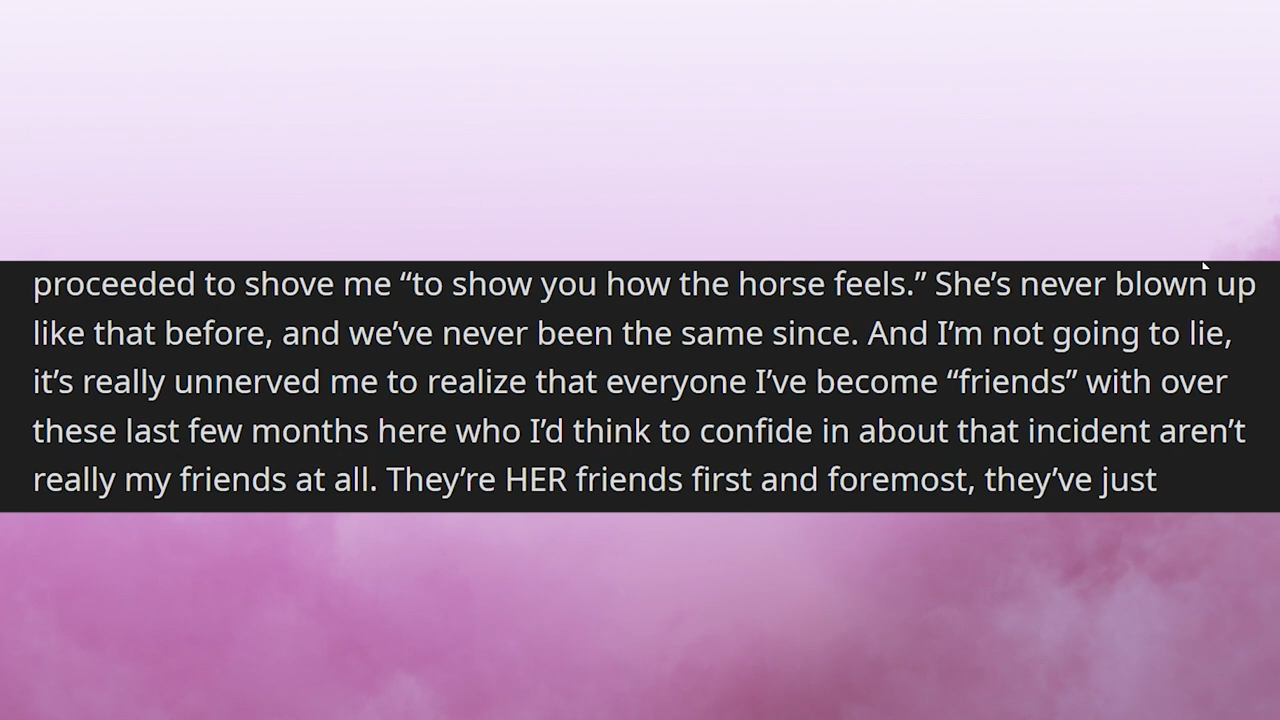 proceeded to shove me “to show you how the horse feels.” She’s never blown up
like that before, and we’ve never been the same since. And I’m not going to lie,
it’s really unnerved me to realize that everyone I’ve become “friends” with over
these last few months here who I’d think to confide in about that incident aren’t
really my friends at all. They’re HER friends first and foremost, they’ve just